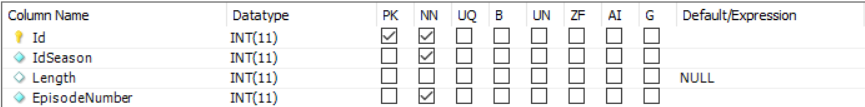 Column Name Datatype PK NN UQ B UN ZF AI G Default/Expression
Id INT(11)
IdSeason INT(11)
Length INT(11) NULL
EpisodeNumber INT(11)